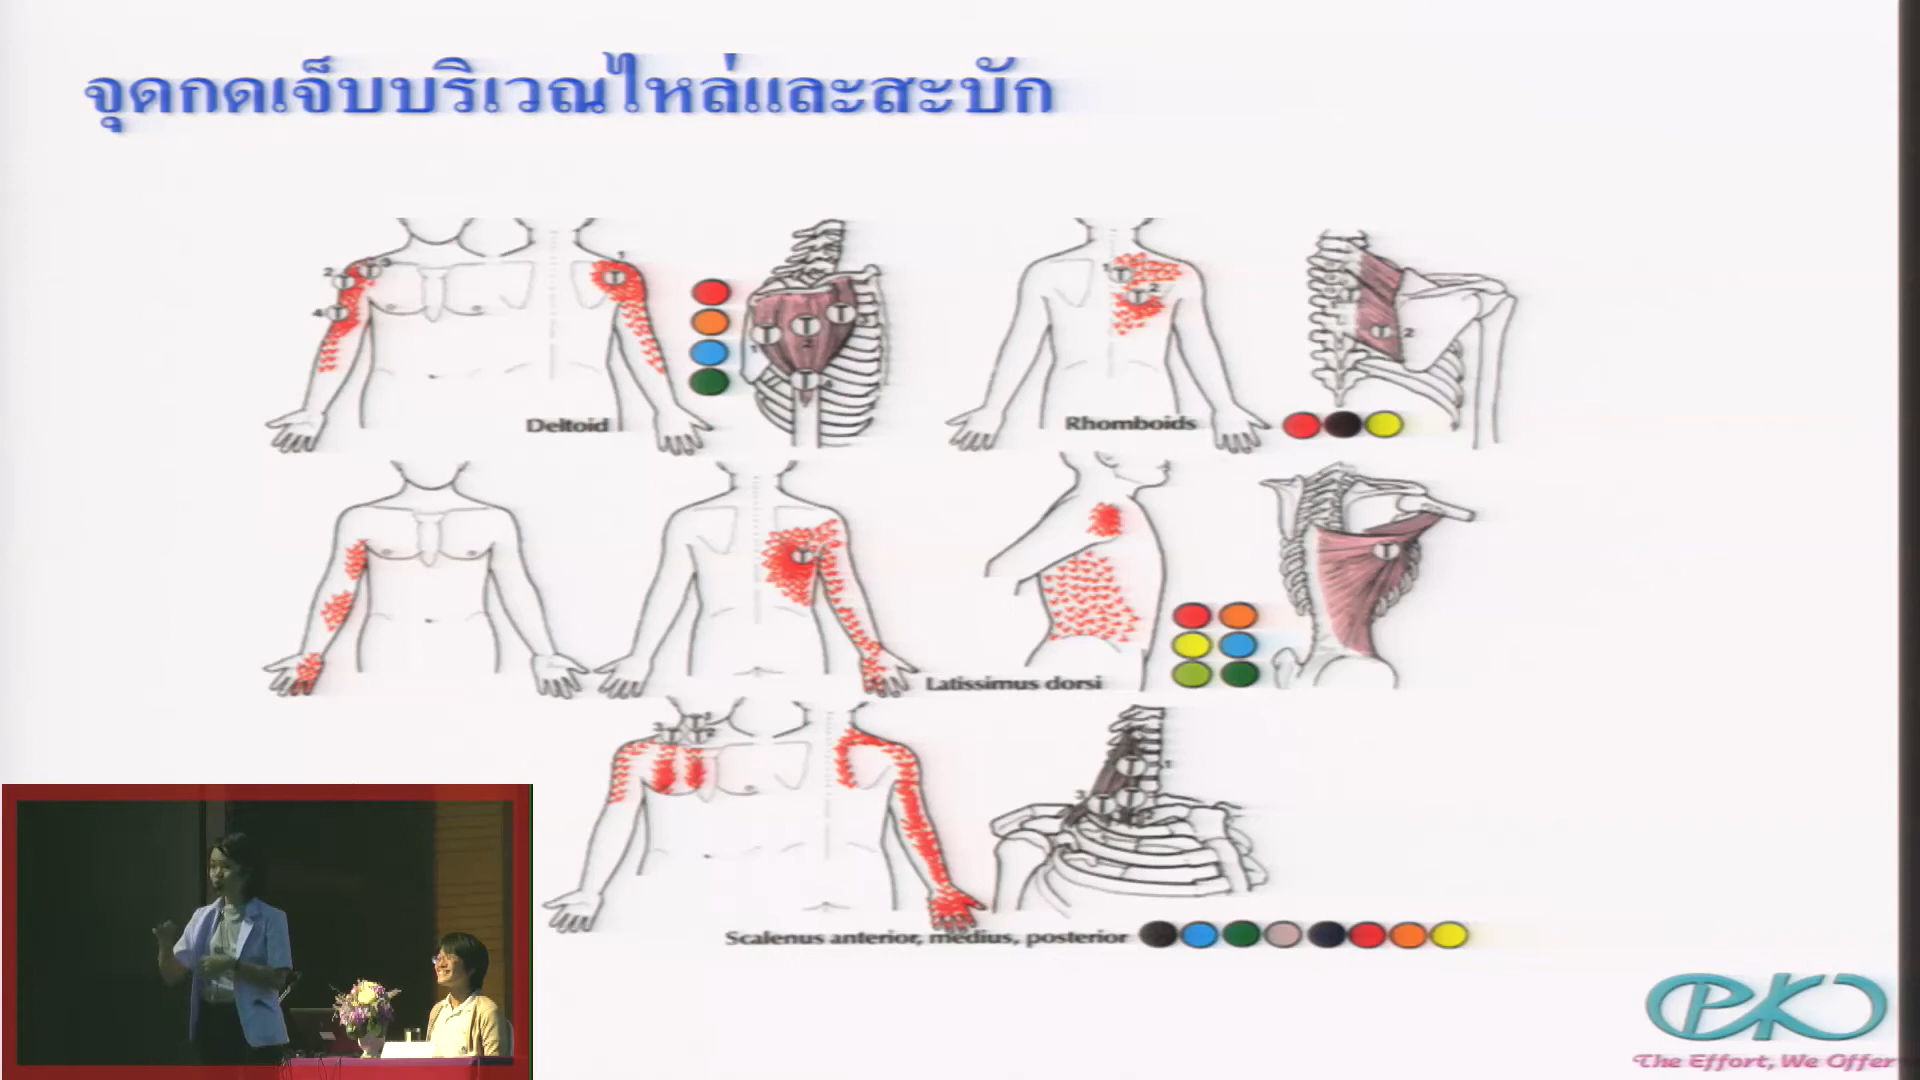 จุดกดเจ็บบริเวณไหล่และสะบัก
Deltoid
Rhomboids
Latissimus dorsi
Scalenus anterior, medius, posterior
PK
The Effort, We Offer